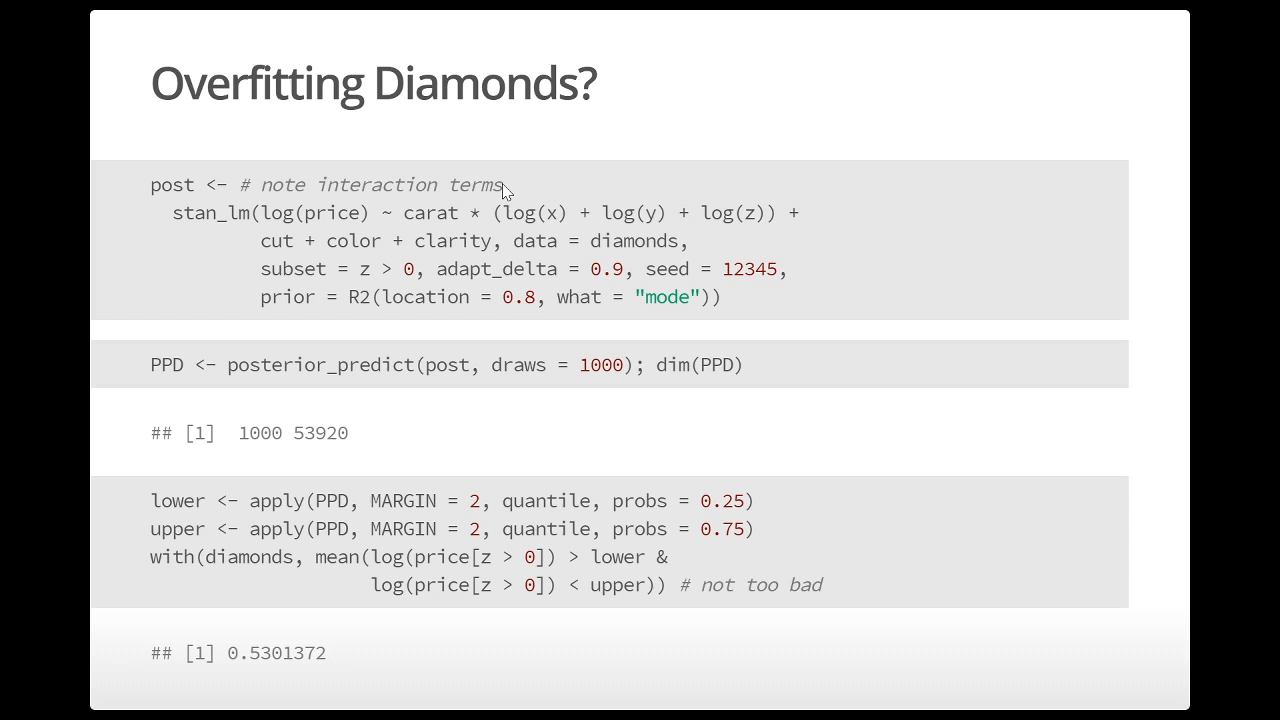 Overfitting Diamonds?
post <- # note interaction terms
stan_lm(log(price) ~ carat * (log(x) + log(y) + log(z)) +
cut + color + clarity, data = diamonds,
subset = z > 0, adapt_delta = 0.9, seed = 12345,
prior = R2(location = 0.8, what = "mode"))
PPD <- posterior_predict(post, draws = 1000); dim(PPD)
## [1]  1000 53920
lower <- apply(PPD, MARGIN = 2, quantile, probs = 0.25)
upper <- apply(PPD, MARGIN = 2, quantile, probs = 0.75)
with(diamonds, mean(log(price[z > 0]) > lower &
log(price[z > 0]) < upper)) # not too bad
## [1] 0.5301372